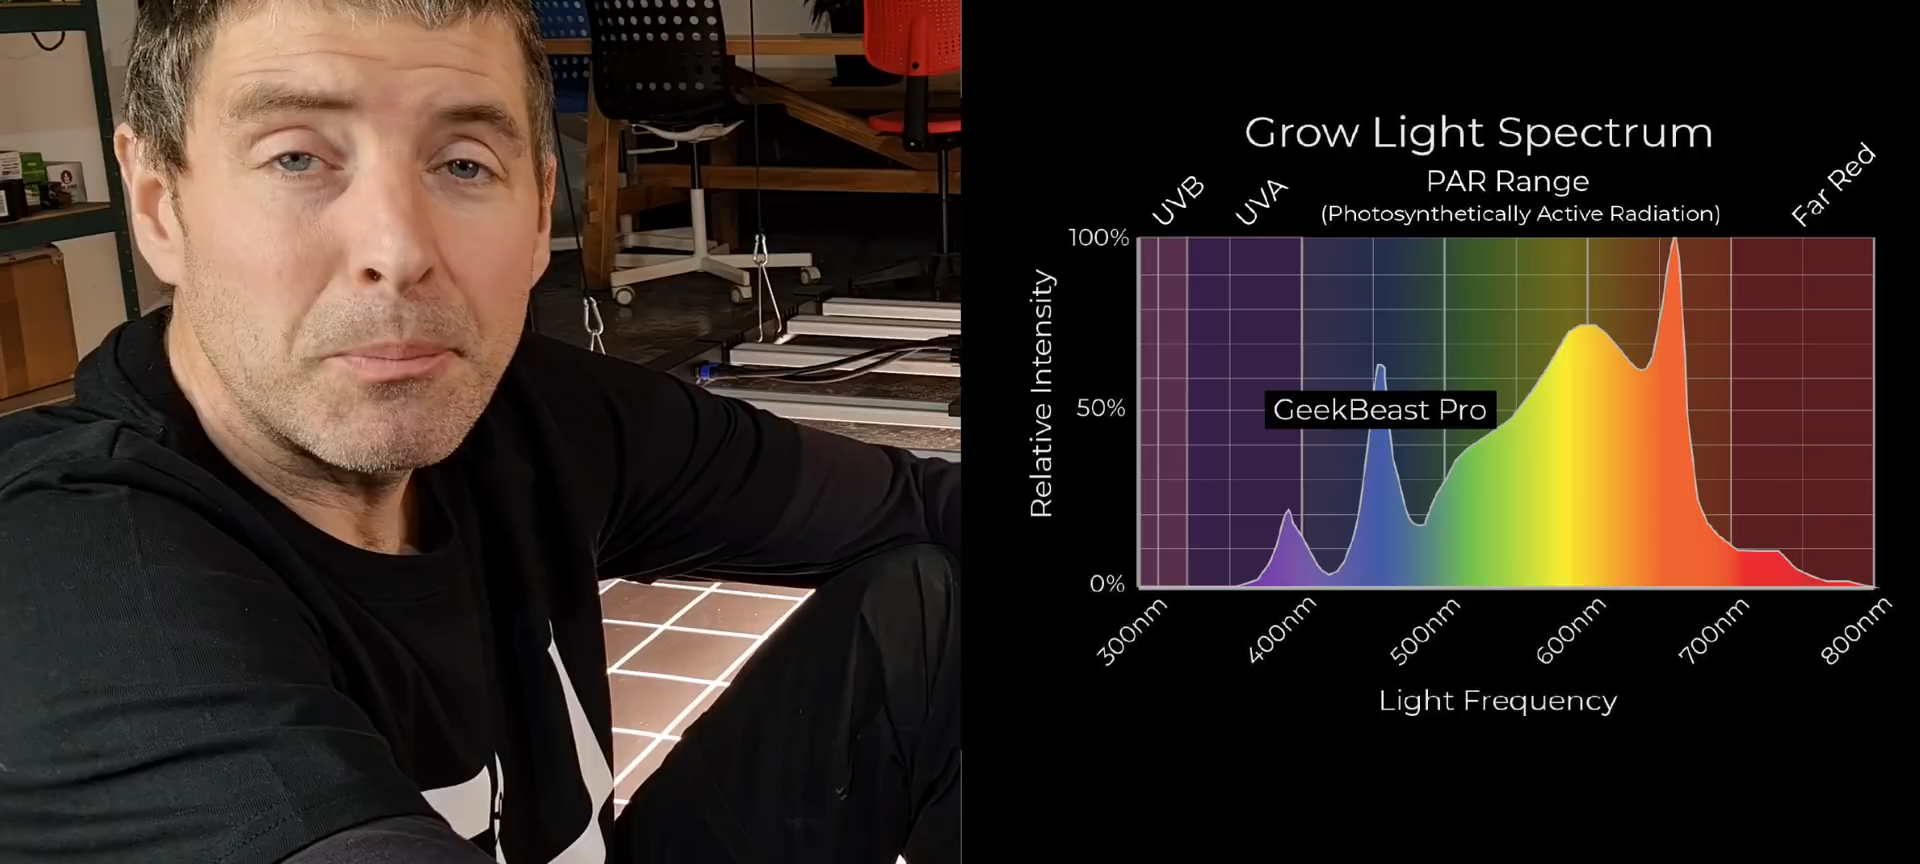 Grow Light Spectrum
PAR Range
(Photosynthetically Active Radiation)
UVB
UVA
Far Red
100%
50%
0%
Relative Intensity
GeekBeast Pro
300nm
400nm
500nm
600nm
700nm
800nm
Light Frequency